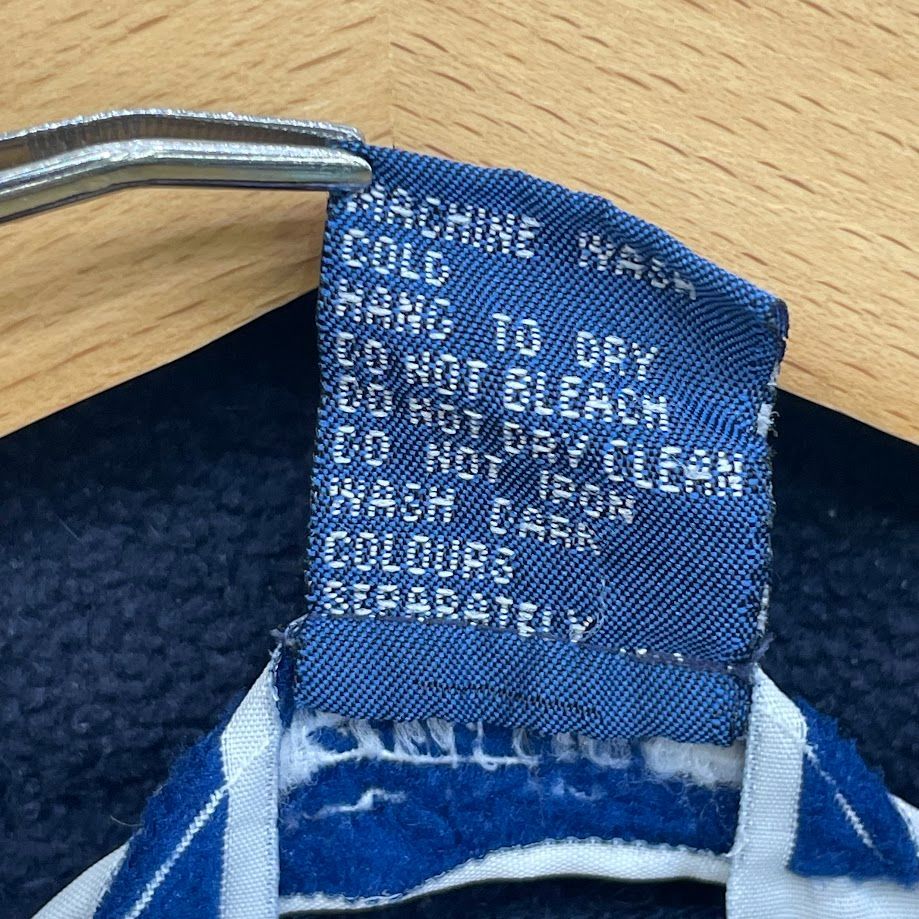 MACHINE WASH
COLD
HANG TO DRY
DO NOT BLEACH
DO NOT DRY CLEAN
DO NOT IRON
WASH DARK
COLOURS
SEPARATELY